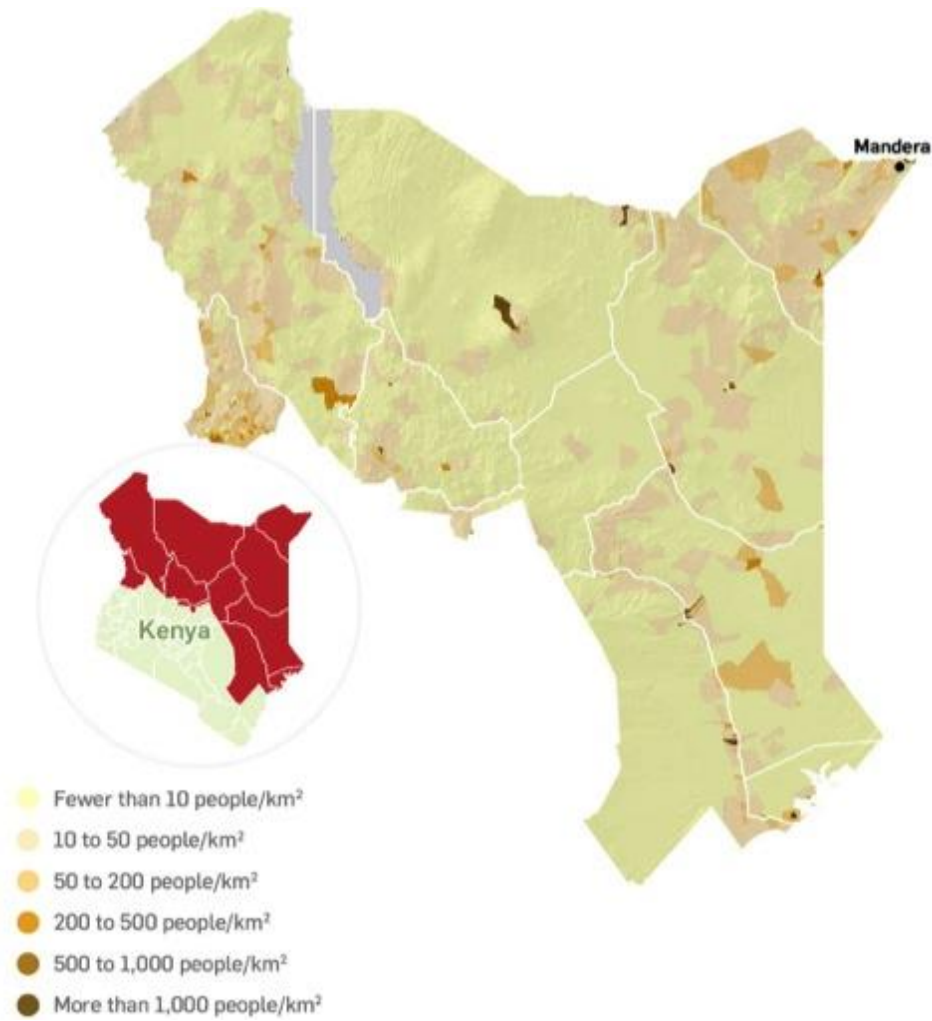 Mandera
Kenya
Fewer than 10 people/km²
10 to 50 people/km²
50 to 200 people/km²
200 to 500 people/km²
500 to 1,000 people/km²
More than 1,000 people/km²